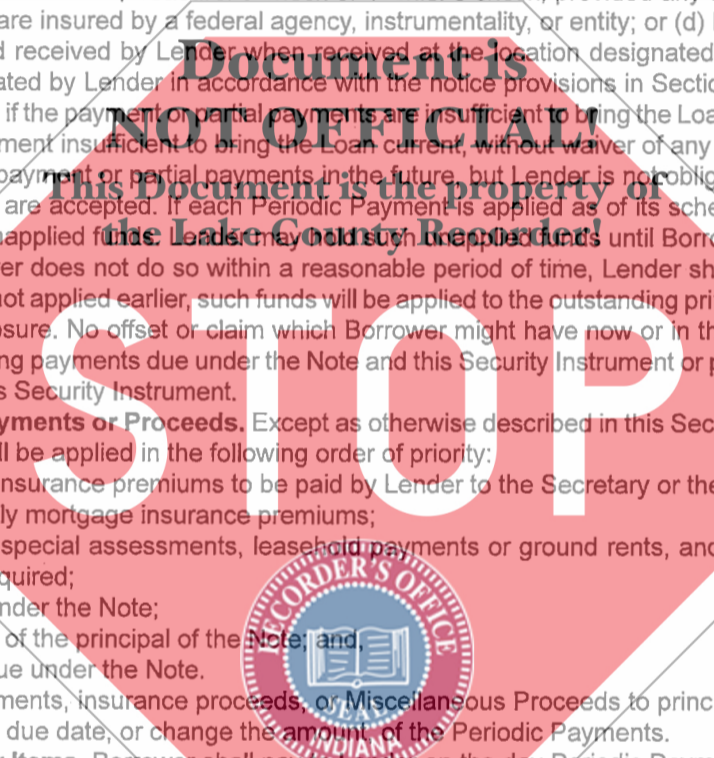 are insured by a federal agency, instrumentality, or entity; or (d)
Document is
received by Lender when received at the location designated
ated by Lender in accordance with the notice provisions in Sectio
NOT OFFICIAL!
if the payment or partial payments are insufficient to bring the Loa
ment insufficient to bring the Loan current, without waiver of any
payment or partial payments in the future, but Lender is not oblig
This Document is the property of
are accepted. If each Periodic Payment is applied as of its sche
the Lake County Recorder!
napplied funds. Lender may hold such unapplied funds until Borro
er does not do so within a reasonable period of time, Lender sh
not applied earlier, such funds will be applied to the outstanding pri
osure. No offset or claim which Borrower might have now or in th
ng payments due under the Note and this Security Instrument or p
s Security Instrument.
STOP
yments or Proceeds. Except as otherwise described in this Sec
ll be applied in the following order of priority:
nsurance premiums to be paid by Lender to the Secretary or the
ly mortgage insurance premiums;
special assessments, leasehold payments or ground rents, and
quired;
RECORDER'S OFFICE
nder the Note;
of the principal of the Note; and,
ue under the Note.
ments, insurance proceeds, or Miscellaneous Proceeds to princ
SEAL
due date, or change the amount, of the Periodic Payments.
INDIANA